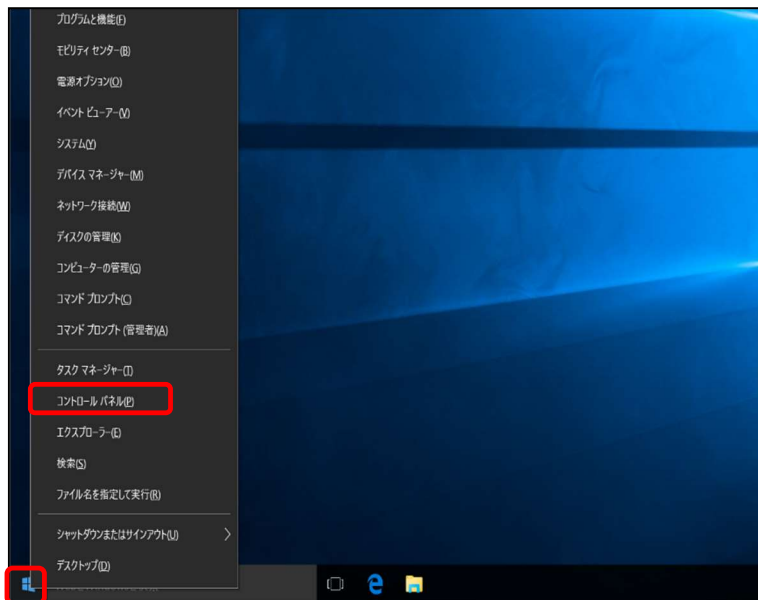 プログラムと機能(F)
モビリティ センター(B)
電源オプション(O)
イベント ビューアー(V)
システム(Y)
デバイス マネージャー(M)
ネットワーク接続(W)
ディスクの管理(K)
コンピューターの管理(G)
コマンド プロンプト(C)
コマンド プロンプト (管理者)(A)
タスク マネージャー(T)
コントロール パネル(P)
エクスプローラー(E)
検索(S)
ファイル名を指定して実行(R)
シャットダウンまたはサインアウト(U)
デスクトップ(D)